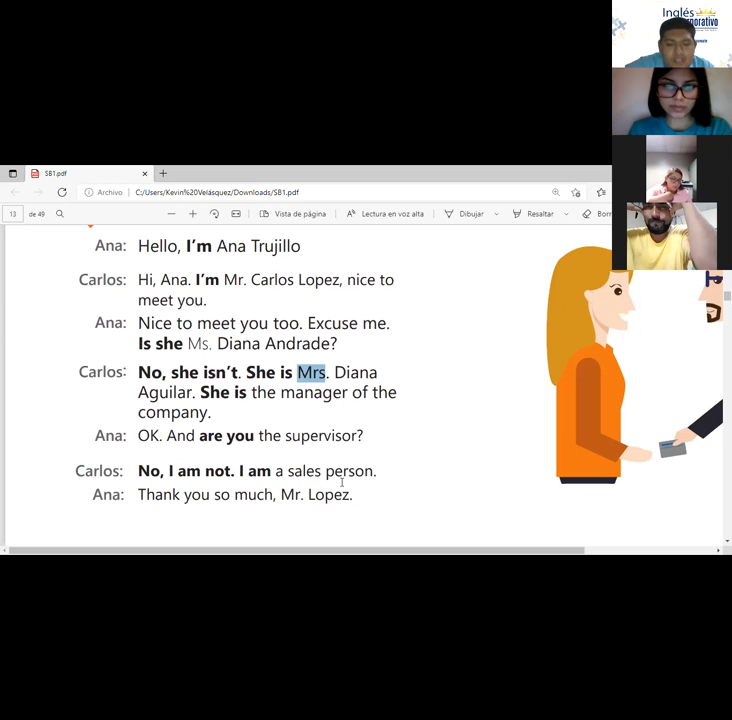 Inglés
SB1.pdf
Archivo C:/Users/Kevin%20Velásquez/Downloads/SB1.pdf
13 de 49 Vista de página Lectura en voz alta Dibujar Resaltar Borr
Ana: Hello, I'm Ana Trujillo
Carlos: Hi, Ana. I'm Mr. Carlos Lopez, nice to
meet you.
Ana: Nice to meet you too. Excuse me.
Is she Ms. Diana Andrade?
Carlos: No, she isn't. She is Mrs. Diana
Aguilar. She is the manager of the
company.
Ana: OK. And are you the supervisor?
Carlos: No, I am not. I am a sales person.
Ana: Thank you so much, Mr. Lopez.